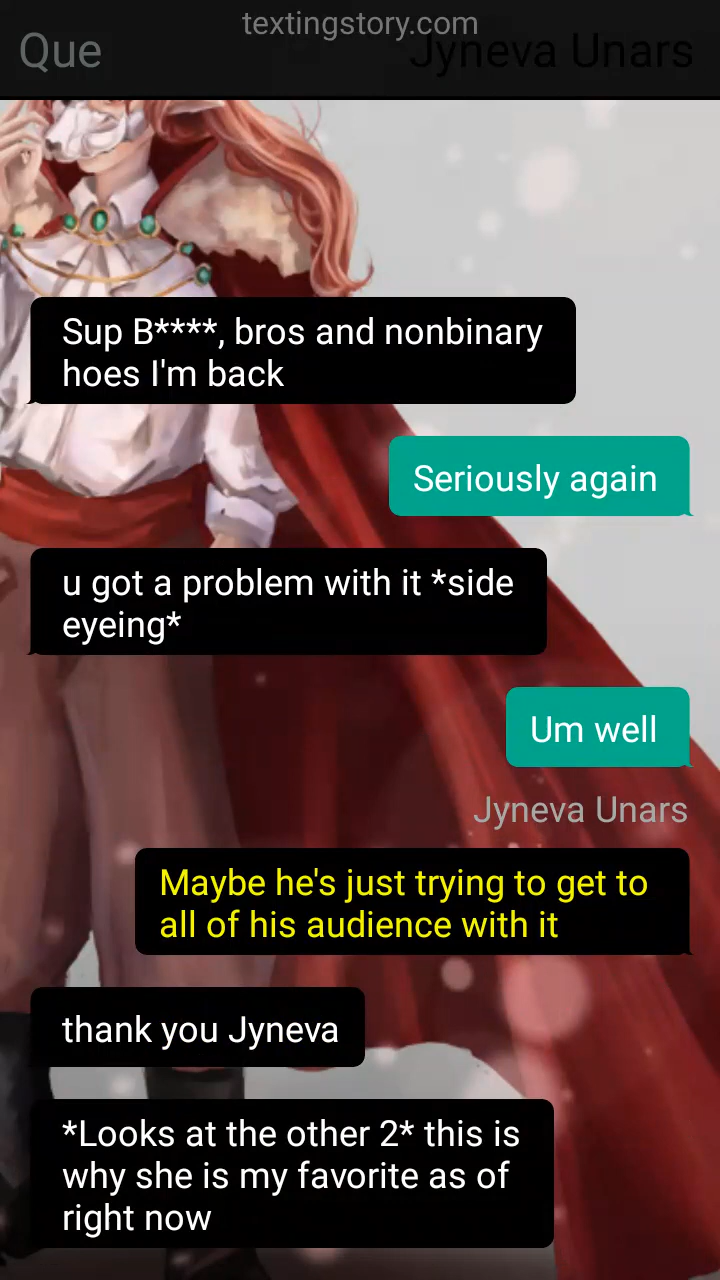 textingstory.com
Que
Jyneva Unars
Sup B****, bros and nonbinary
hoes I'm back
Seriously again
u got a problem with it *side
eyeing*
Um well
Jyneva Unars
Maybe he's just trying to get to
all of his audience with it
thank you Jyneva
*Looks at the other 2* this is
why she is my favorite as of
right now